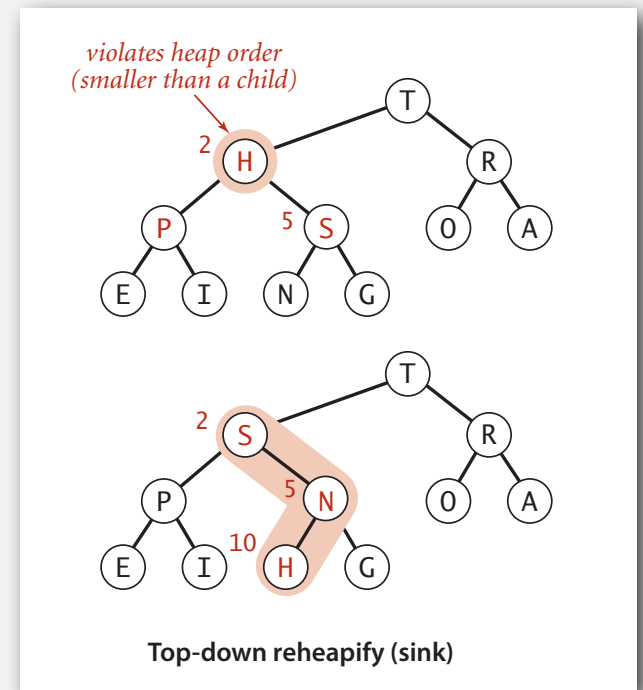 violates heap order
(smaller than a child)
T
2 H R
P 5 S O A
E I N G
T
2 S R
P 5 N O A
E I 10 H G
Top-down reheapify (sink)